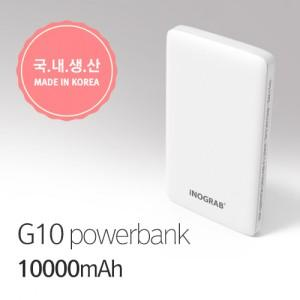 국.내.생.산
MADE IN KOREA
iNOGRAB®
G10 powerbank
10000mAh